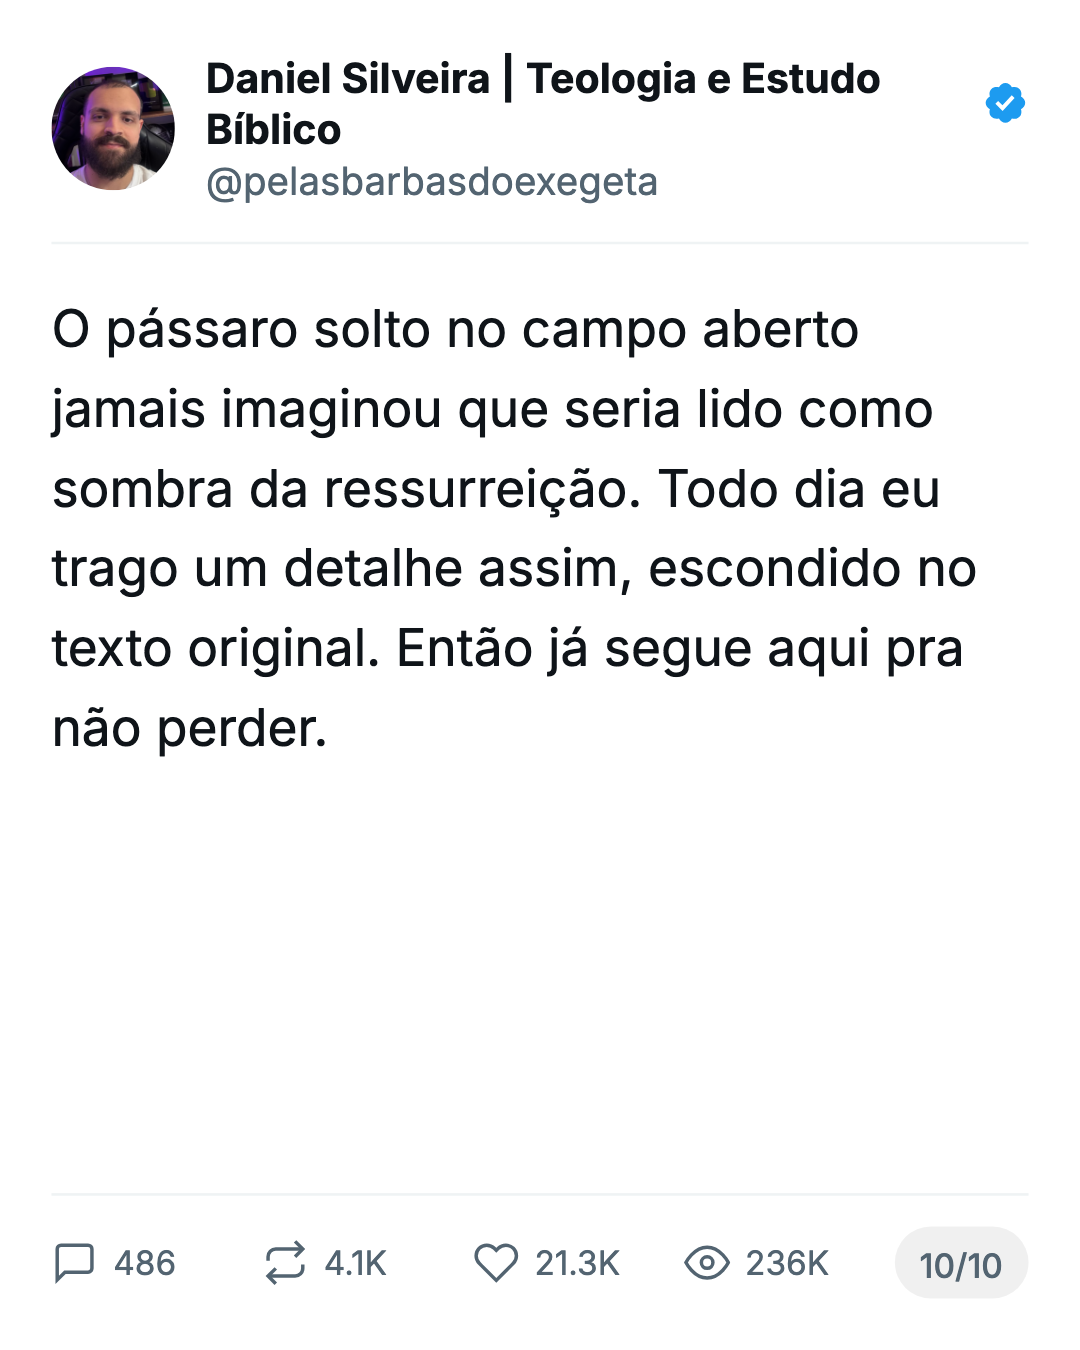 Daniel Silveira | Teologia e Estudo
Bíblico
@pelasbarbasdoexegeta
O pássaro solto no campo aberto
jamais imaginou que seria lido como
sombra da ressurreição. Todo dia eu
trago um detalhe assim, escondido no
texto original. Então já segue aqui pra
não perder.
486 4.1K 21.3K 236K 10/10